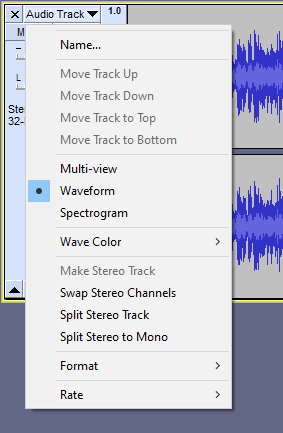 Audio Track
1.0
Name...
Move Track Up
Move Track Down
Move Track to Top
Move Track to Bottom
Multi-view
Waveform
Spectrogram
Wave Color
Make Stereo Track
Swap Stereo Channels
Split Stereo Track
Split Stereo to Mono
Format
Rate
M
L
Ste
32-